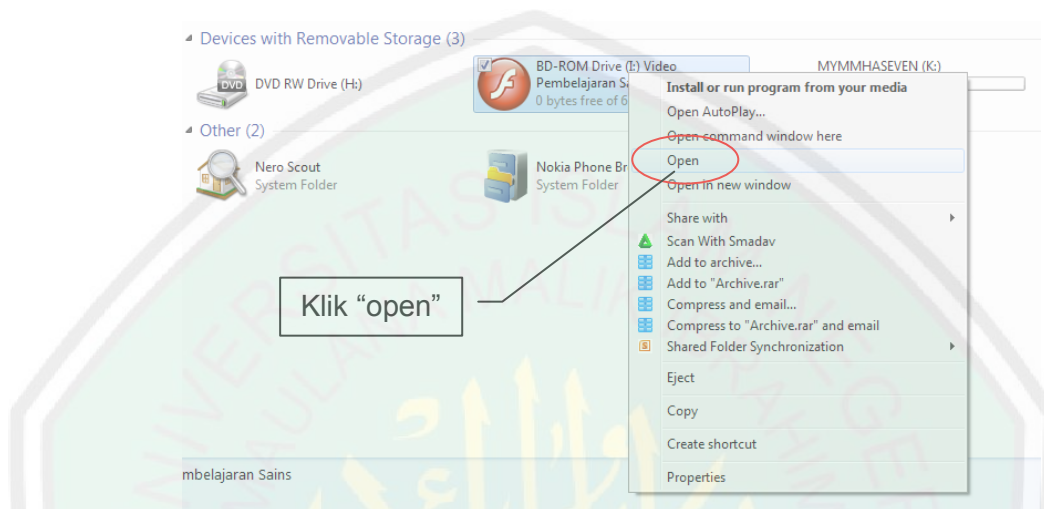 Devices with Removable Storage (3)
DVD RW Drive (H:)
BD-ROM Drive (I:) Video
Pembelajaran
0 bytes free of 6
MYMMHASEVEN (K:)
Other (2)
Nero Scout
System Folder
Nokia Phone Br
System Folder
Install or run program from your media
Open AutoPlay...
Open command window here
Open
Open in new window
Share with
Scan With Smadav
Add to archive...
Add to "Archive.rar"
Compress and email...
Compress to "Archive.rar" and email
Shared Folder Synchronization
Eject
Copy
Create shortcut
Properties
Klik “open”
mbelajaran Sains